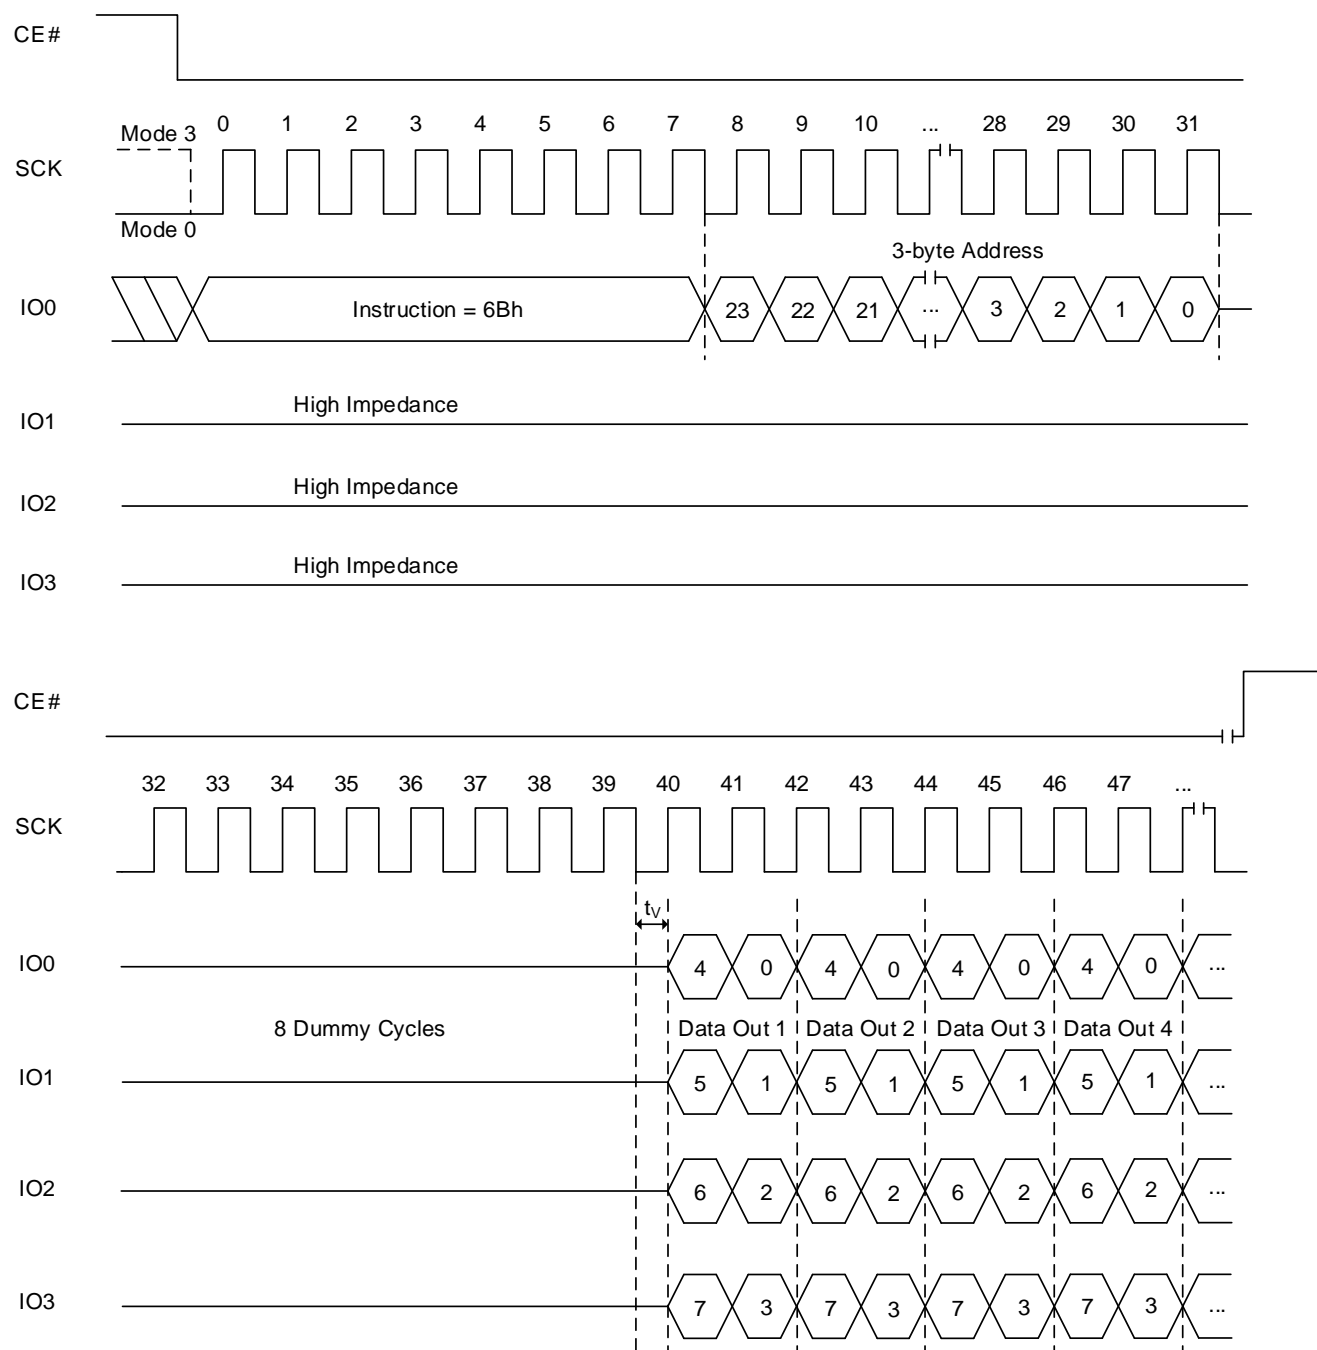 CE#
Mode 3
0 1 2 3 4 5 6 7 8 9 10 ... 28 29 30 31
SCK
Mode 0
3-byte Address
IO0 Instruction = 6Bh 23 22 21 ... 3 2 1 0
High Impedance
IO1
High Impedance
IO2
High Impedance
IO3
CE#
32 33 34 35 36 37 38 39 40 41 42 43 44 45 46 47 ...
SCK
tV
IO0 4 0 4 0 4 0 4 0 ...
8 Dummy Cycles Data Out 1 Data Out 2 Data Out 3 Data Out 4
IO1 5 1 5 1 5 1 5 1 ...
IO2 6 2 6 2 6 2 6 2 ...
IO3 7 3 7 3 7 3 7 3 ...